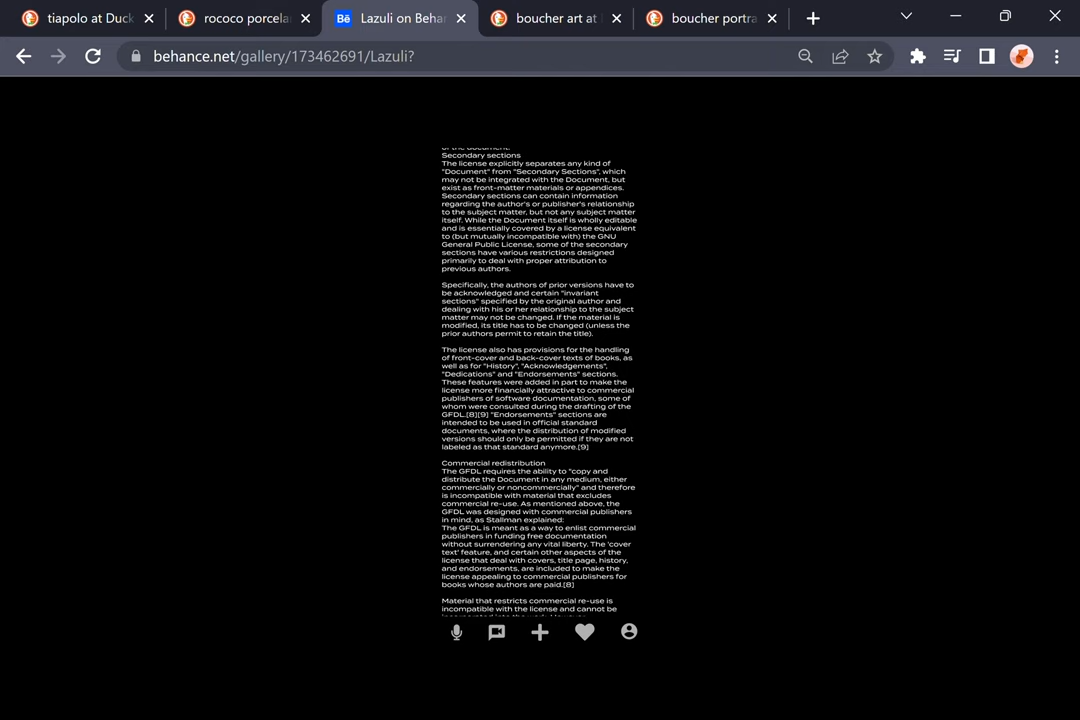 tiapolo at Duck
rococo porcela
Bē Lazuli on Beha
boucher art at
boucher portra
behance.net/gallery/173462691/Lazuli?
of the document.
Secondary sections
The license explicitly separates any kind of
"Document" from "Secondary Sections", which
may not be integrated with the Document, but
exist as front-matter materials or appendices.
Secondary sections can contain information
regarding the author's or publisher's relationship
to the subject matter, but not any subject matter
itself. While the Document itself is wholly editable
and is essentially covered by a license equivalent
to (but mutually incompatible with) the GNU
General Public License, some of the secondary
sections have various restrictions designed
primarily to deal with proper attribution to
previous authors.
Specifically, the authors of prior versions have to
be acknowledged and certain "invariant
sections" specified by the original author and
dealing with his or her relationship to the subject
matter may not be changed. If the material is
modified, its title has to be changed (unless the
prior authors permit to retain the title).
The license also has provisions for the handling
of front-cover and back-cover texts of books, as
well as for "History", "Acknowledgements",
"Dedications" and "Endorsements" sections.
These features were added in part to make the
license more financially attractive to commercial
publishers of software documentation, some of
whom were consulted during the drafting of the
GFDL.[8][9] "Endorsements" sections are
intended to be used in official standard
documents, where the distribution of modified
versions should only be permitted if they are not
labeled as that standard anymore.[9]
Commercial redistribution
The GFDL requires the ability to "copy and
distribute the Document in any medium, either
commercially or noncommercially" and therefore
is incompatible with material that excludes
commercial re-use. As mentioned above, the
GFDL was designed with commercial publishers
in mind, as Stallman explained:
The GFDL is meant as a way to enlist commercial
publishers in funding free documentation
without surrendering any vital liberty. The 'cover
text' feature, and certain other aspects of the
license that deal with covers, title page, history,
and endorsements, are included to make the
license appealing to commercial publishers for
books whose authors are paid.[8]
Material that restricts commercial re-use is
incompatible with the license and cannot be